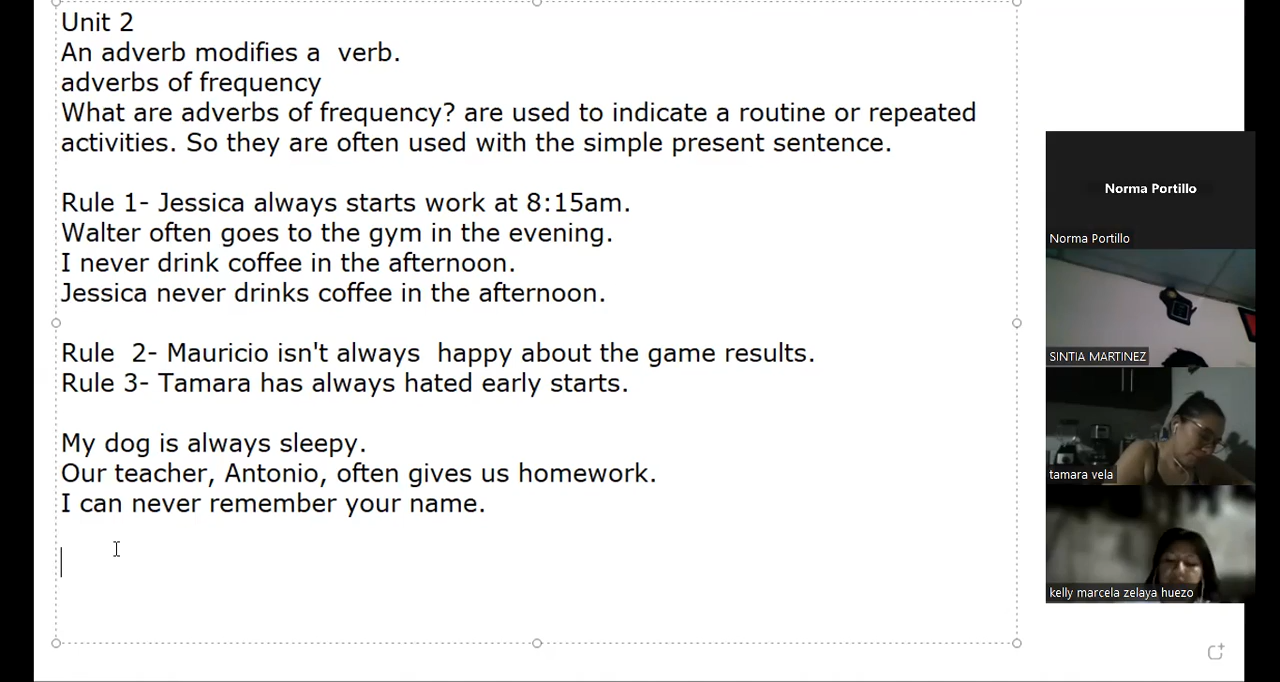 Unit 2
An adverb modifies a  verb.
adverbs of frequency
What are adverbs of frequency? are used to indicate a routine or repeated
activities. So they are often used with the simple present sentence.
Rule 1- Jessica always starts work at 8:15am.
Walter often goes to the gym in the evening.
I never drink coffee in the afternoon.
Jessica never drinks coffee in the afternoon.
Rule  2- Mauricio isn't always  happy about the game results.
Rule 3- Tamara has always hated early starts.
My dog is always sleepy.
Our teacher, Antonio, often gives us homework.
I can never remember your name.
Norma Portillo
Norma Portillo
SINTIA MARTINEZ
tamara vela
kelly marcela zelaya huezo